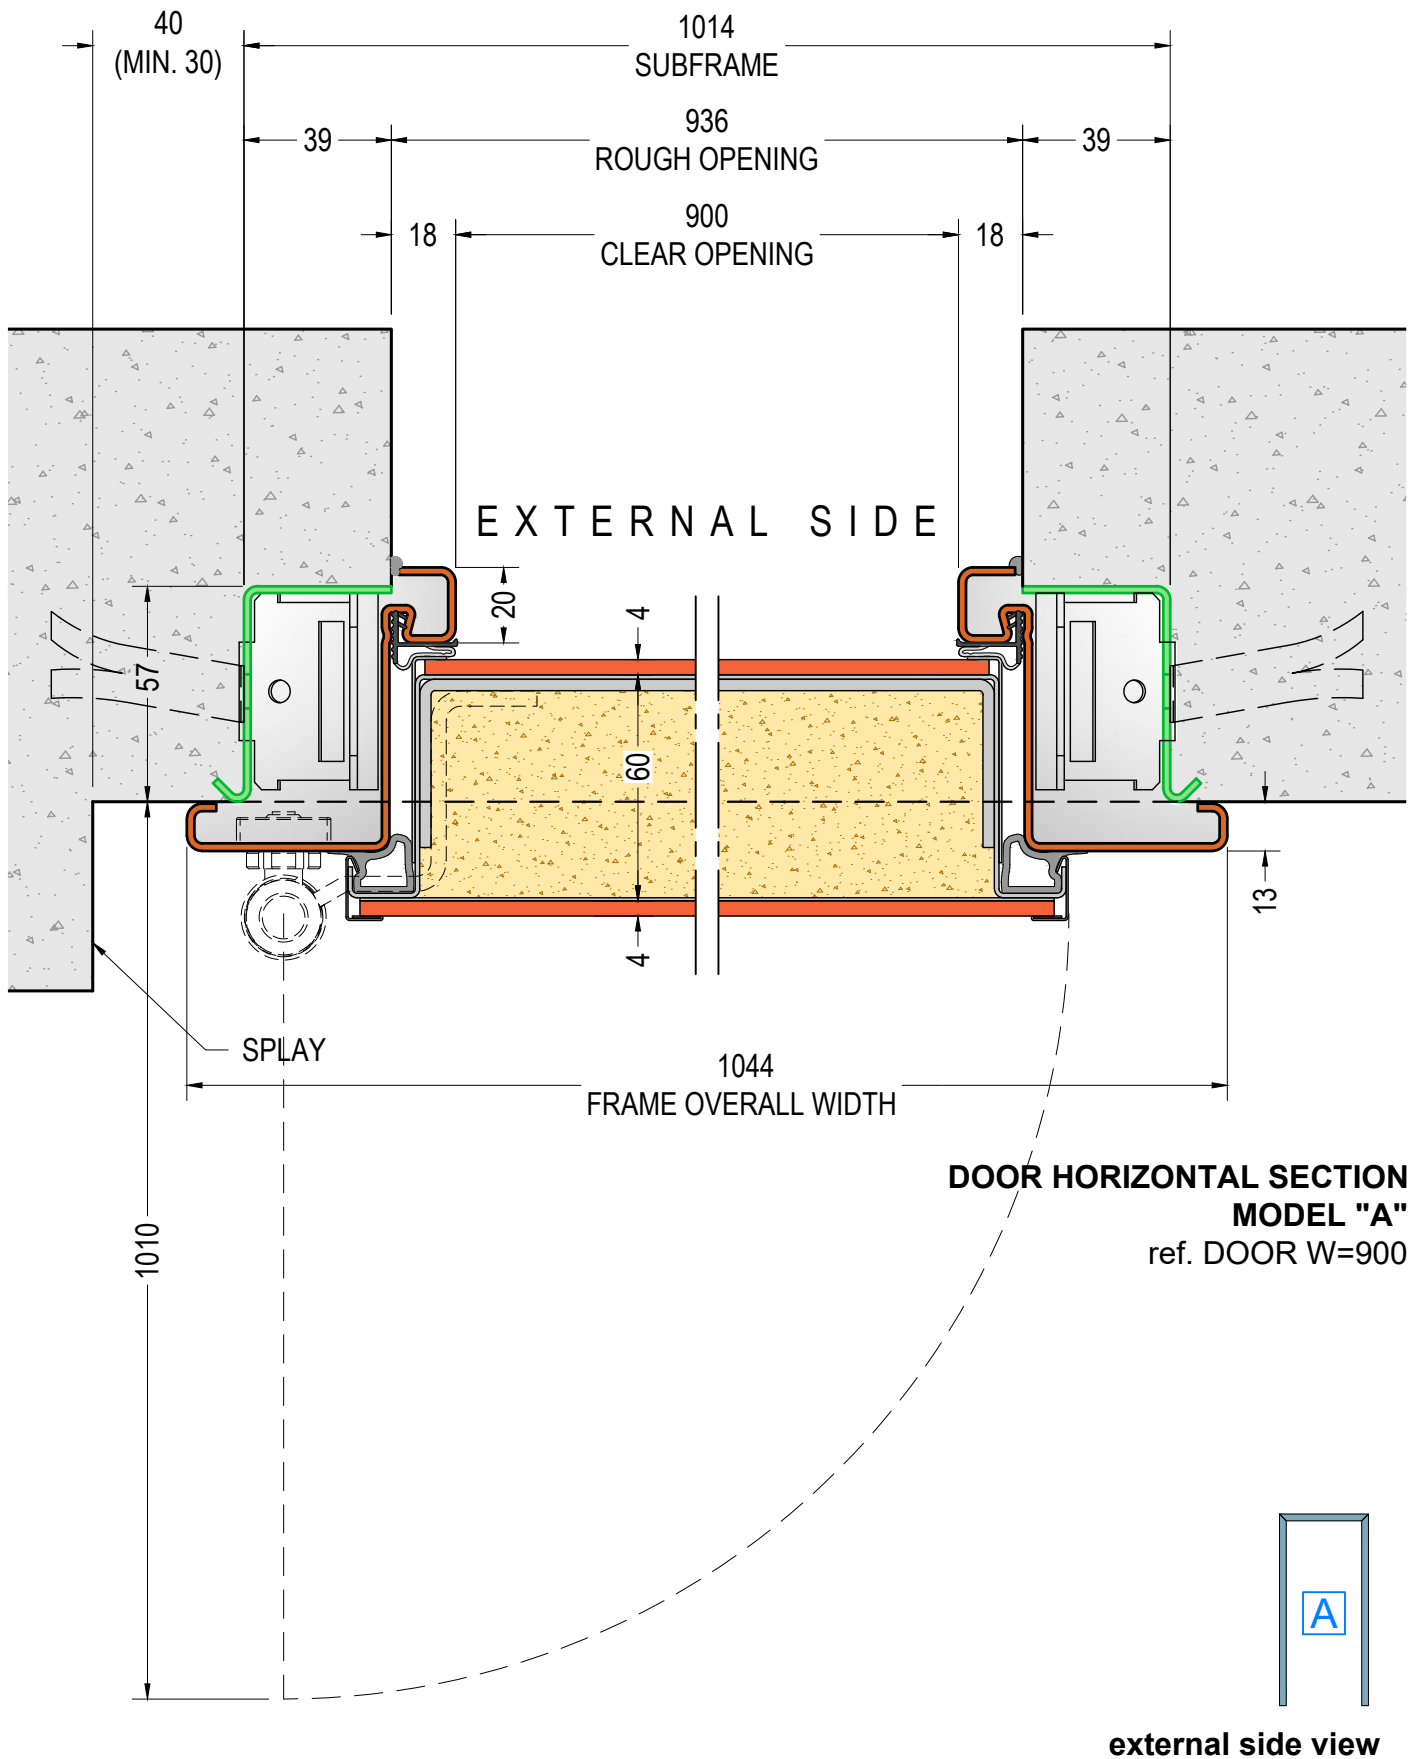 40
(MIN. 30)
1014
SUBFRAME
39
936
ROUGH OPENING
39
18
900
CLEAR OPENING
18
EXTERNAL SIDE
20
4
57
60
13
4
SPLAY
1044
FRAME OVERALL WIDTH
DOOR HORIZONTAL SECTION
MODEL "A"
ref. DOOR W=900
1010
A
external side view